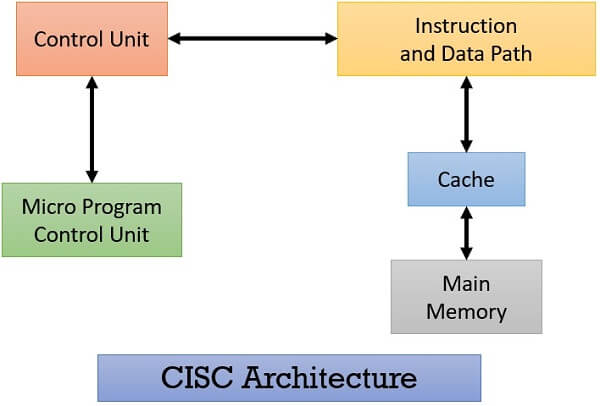 Control Unit
Instruction
and Data Path
Micro Program
Control Unit
Cache
Main
Memory
CISC Architecture